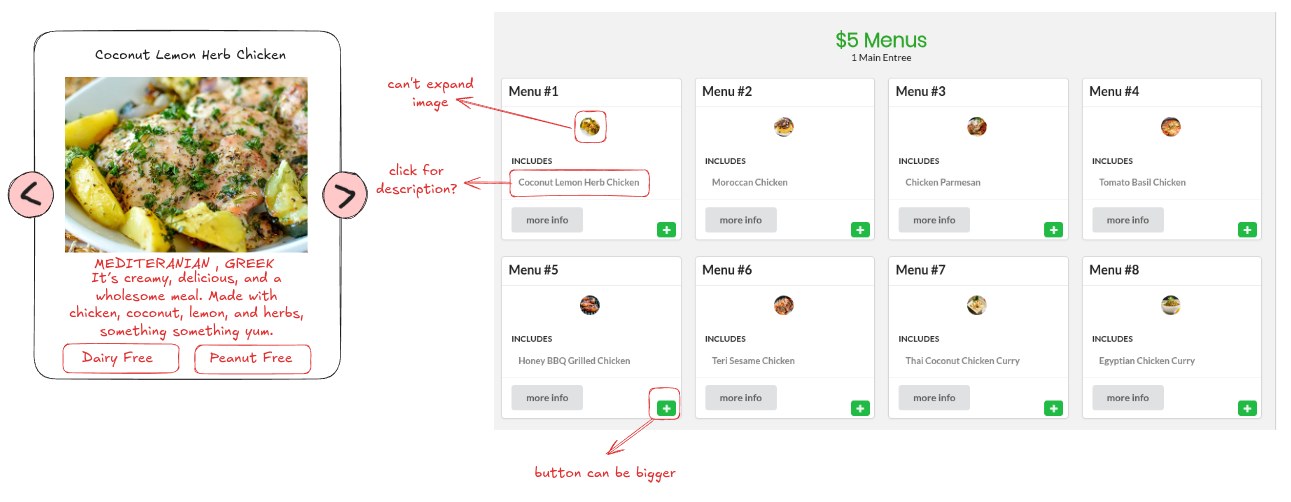 Coconut Lemon Herb Chicken
<
>
MEDITERANIAN , GREEK
It's creamy, delicious, and a
wholesome meal. Made with
chicken, coconut, lemon, and herbs,
something something yum.
Dairy Free
Peanut Free
can't expand
image
click for
description?
$5 Menus
1 Main Entree
Menu #1
INCLUDES
Coconut Lemon Herb Chicken
more info
+
Menu #2
INCLUDES
Moroccan Chicken
more info
+
Menu #3
INCLUDES
Chicken Parmesan
more info
+
Menu #4
INCLUDES
Tomato Basil Chicken
more info
+
Menu #5
INCLUDES
Honey BBQ Grilled Chicken
more info
+
Menu #6
INCLUDES
Teri Sesame Chicken
more info
+
Menu #7
INCLUDES
Thai Coconut Chicken Curry
more info
+
Menu #8
INCLUDES
Egyptian Chicken Curry
more info
+
button can be bigger